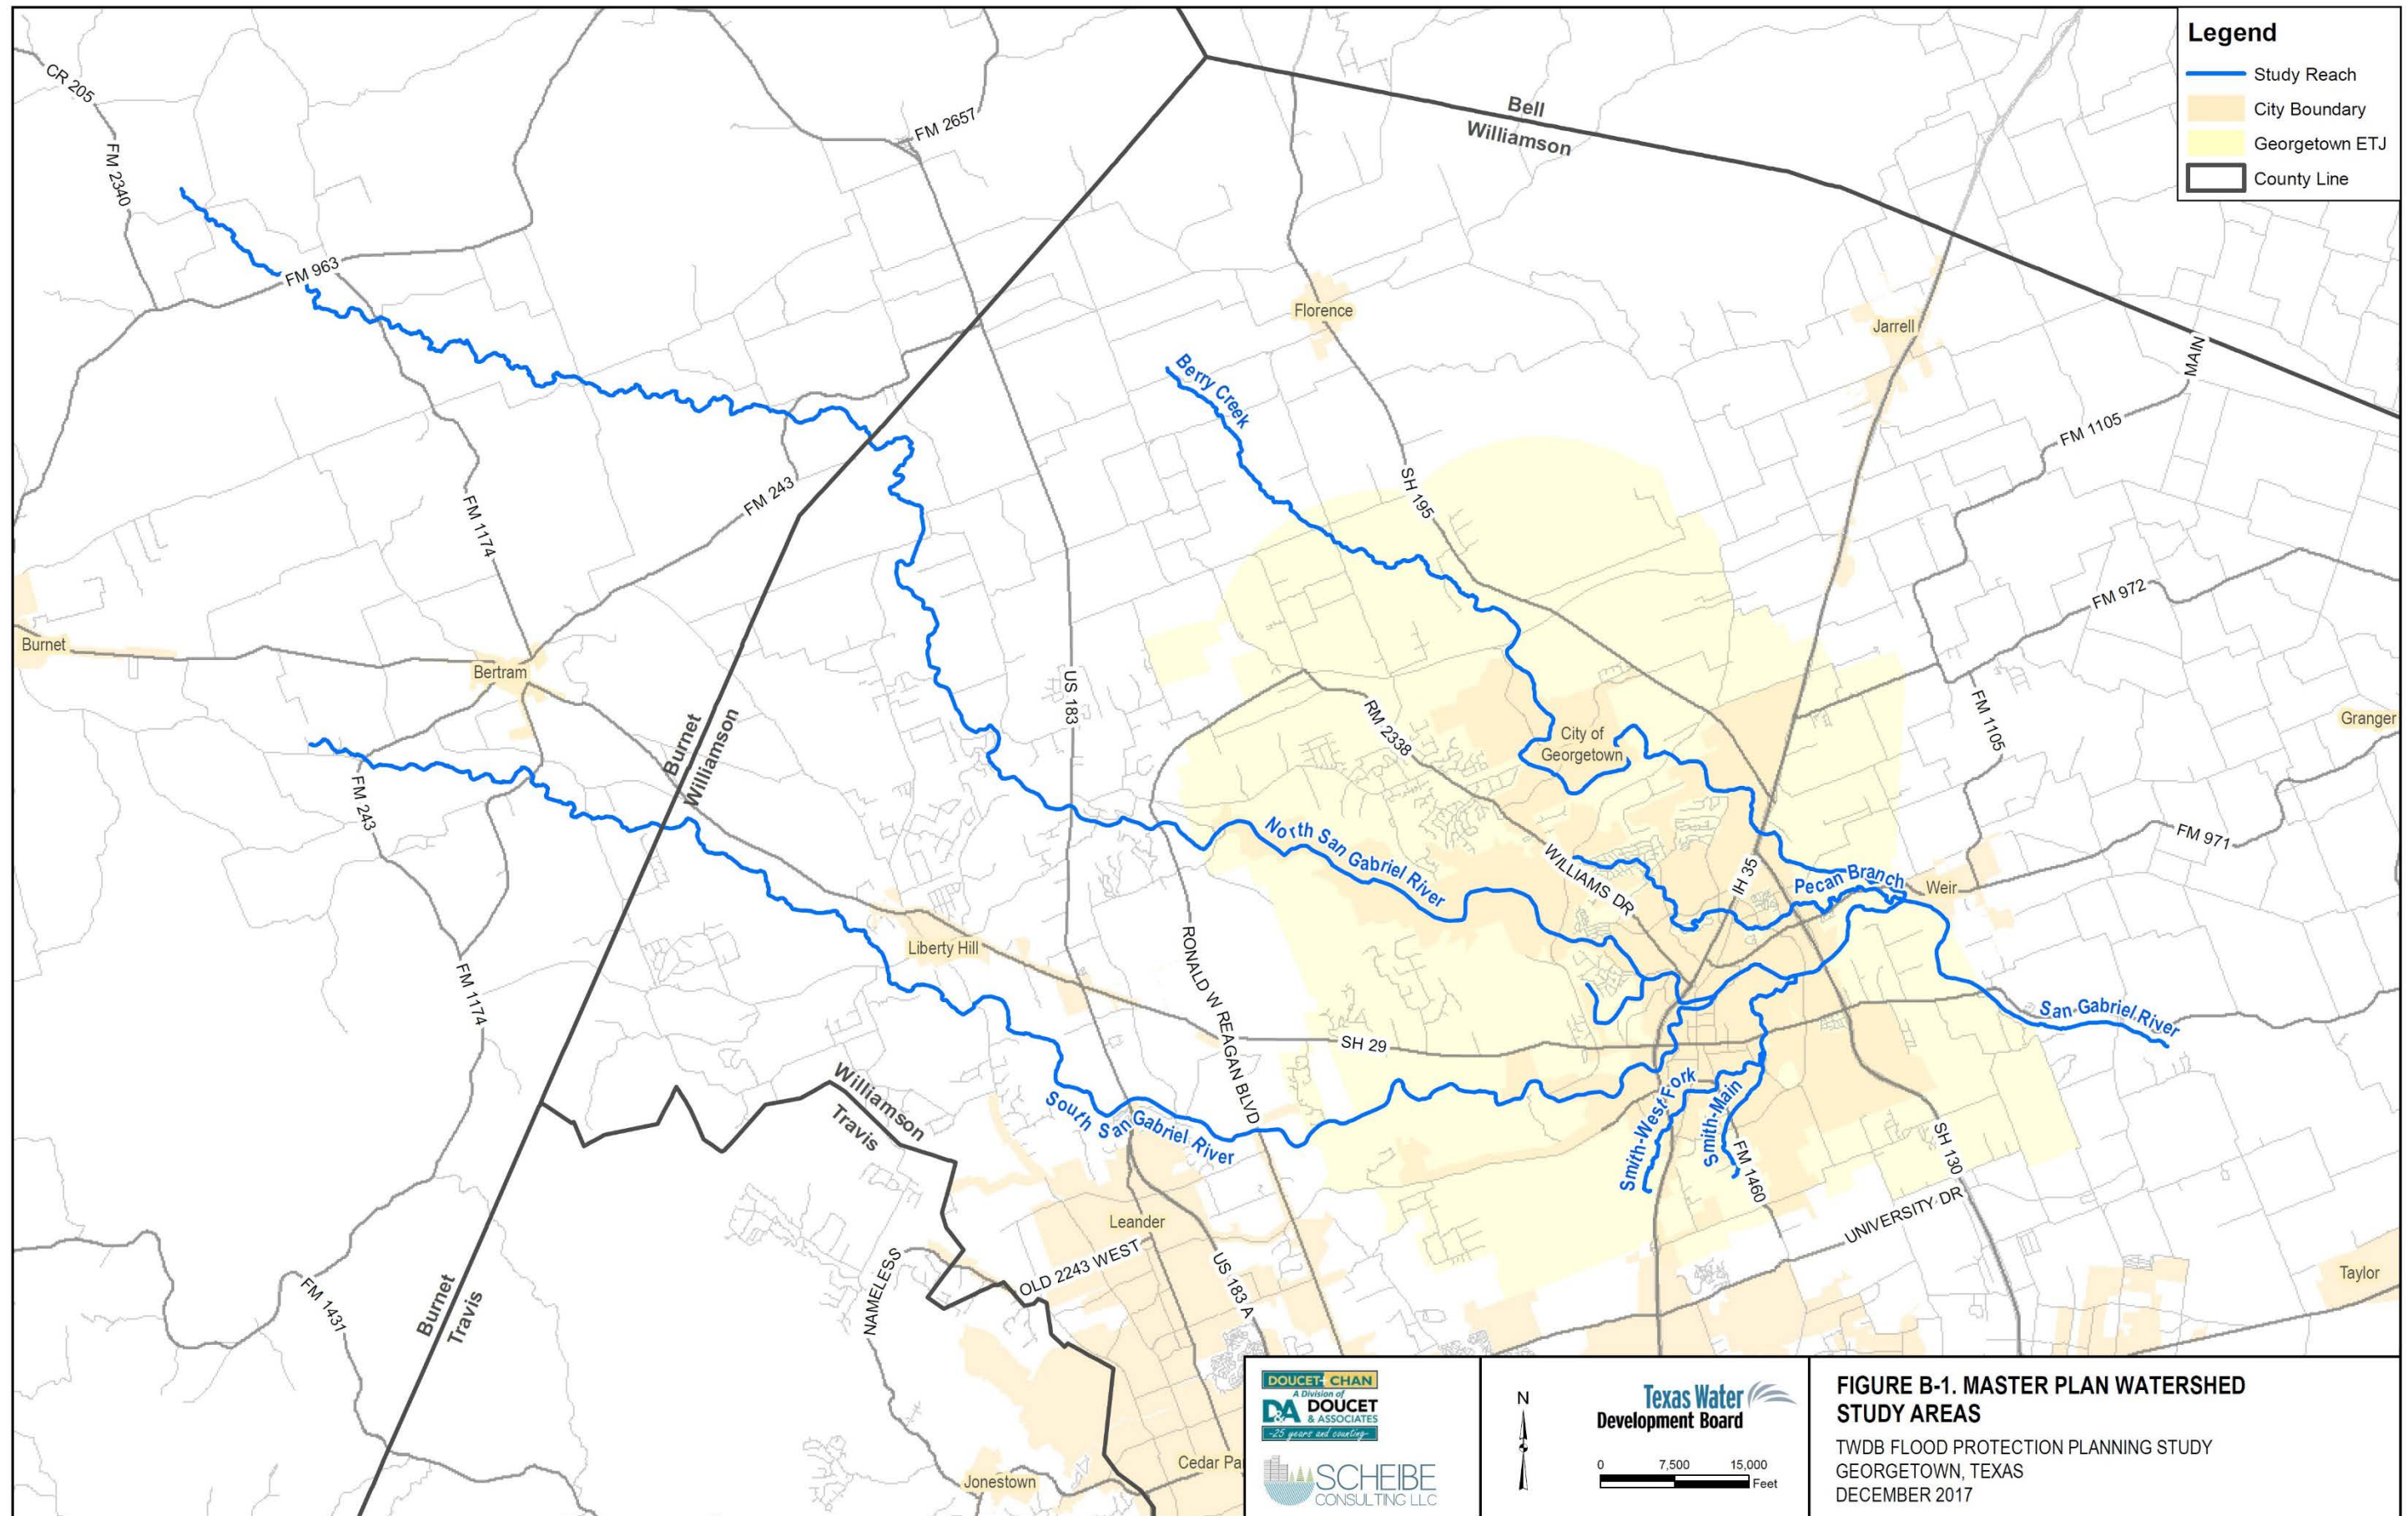 Legend
Study Reach
City Boundary
Georgetown ETJ
County Line
CR 205
FM 2340
FM 2657
Bell
Williamson
FM 963
Florence
Jarrell
MAIN
Berry Creek
FM 1105
SH 195
FM 243
FM 1174
FM 972
Burnet
Bertram
US 183
Burnet
Williamson
RM 2338
City of
Georgetown
FM 1105
Granger
FM 243
North San Gabriel River
WILLIAMS DR
IH 35
Pecan Branch
Weir
FM 971
Liberty Hill
RONALD W REAGAN BLVD
FM 1174
San Gabriel River
SH 29
Williamson
Travis
South San Gabriel River
Smith-West Fork
Smith-Main
FM 1460
SH 130
UNIVERSITY DR
Leander
OLD 2243 WEST
NAMELESS
US 183 A
Taylor
FM 1431
Burnet
Travis
Jonestown
Cedar Pa
DOUCET+CHAN
A Division of
D&A DOUCET
& ASSOCIATES
-25 years and counting-
SCHEIBE
CONSULTING LLC
N
Texas Water
Development Board
0 7,500 15,000
Feet
FIGURE B-1. MASTER PLAN WATERSHED
STUDY AREAS
TWDB FLOOD PROTECTION PLANNING STUDY
GEORGETOWN, TEXAS
DECEMBER 2017